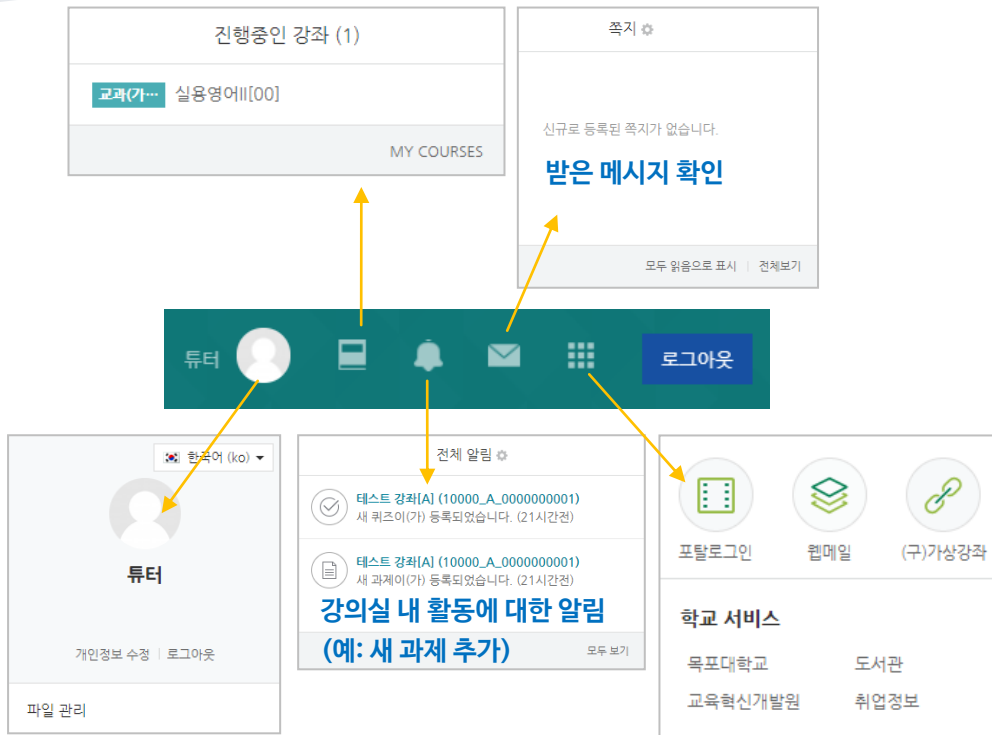 진행중인 강좌 (1)
교과(가··· 실용영어II[00]
MY COURSES
쪽지
신규로 등록된 쪽지가 없습니다.
받은 메시지 확인
모두 읽음으로 표시 | 전체보기
튜터
로그아웃
한국어 (ko)
튜터
개인정보 수정 | 로그아웃
파일 관리
전체 알림
테스트 강좌[A] (10000_A_0000000001)
새 퀴즈이(가) 등록되었습니다. (21시간전)
테스트 강좌[A] (10000_A_0000000001)
새 과제이(가) 등록되었습니다. (21시간전)
강의실 내 활동에 대한 알림
(예: 새 과제 추가)
모두 보기
포탈로그인 웹메일 (구)가상강좌
학교 서비스
목포대학교 도서관
교육혁신개발원 취업정보